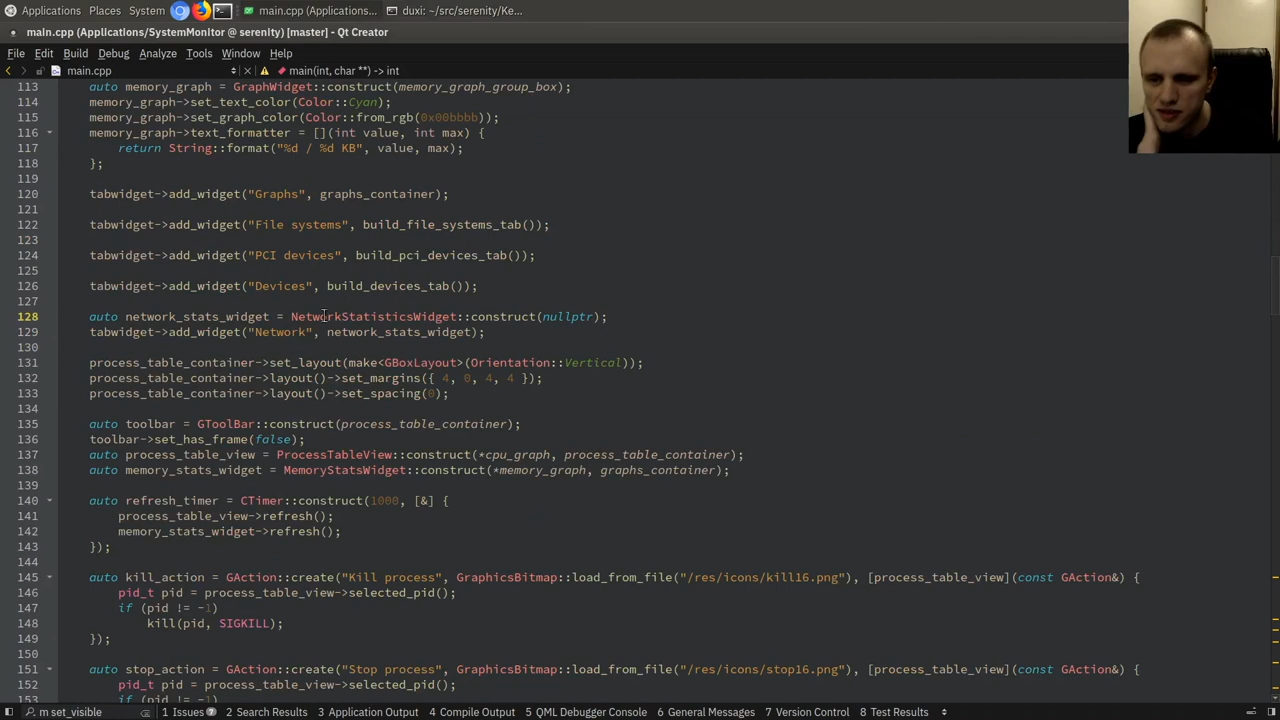 Applications Places System main.cpp (Applications... duxi: ~/src/serenity/Ke...
main.cpp (Applications/SystemMonitor @ serenity) [master] - Qt Creator
File Edit Build Debug Analyze Tools Window Help
main.cpp main(int, char **) -> int
113 auto memory_graph = GraphWidget::construct(memory_graph_group_box);
114 memory_graph->set_text_color(Color::Cyan);
115 memory_graph->set_graph_color(Color::from_rgb(0x00bbbb));
116 memory_graph->text_formatter = [](int value, int max) {
117 return String::format("%d / %d KB", value, max);
118 };
119
120 tabwidget->add_widget("Graphs", graphs_container);
121
122 tabwidget->add_widget("File systems", build_file_systems_tab());
123
124 tabwidget->add_widget("PCI devices", build_pci_devices_tab());
125
126 tabwidget->add_widget("Devices", build_devices_tab());
127
128 auto network_stats_widget = NetworkStatisticsWidget::construct(nullptr);
129 tabwidget->add_widget("Network", network_stats_widget);
130
131 process_table_container->set_layout(make<GBoxLayout>(Orientation::Vertical));
132 process_table_container->layout()->set_margins({ 4, 0, 4, 4 });
133 process_table_container->layout()->set_spacing(0);
134
135 auto toolbar = GToolBar::construct(process_table_container);
136 toolbar->set_has_frame(false);
137 auto process_table_view = ProcessTableView::construct(*cpu_graph, process_table_container);
138 auto memory_stats_widget = MemoryStatsWidget::construct(*memory_graph, graphs_container);
139
140 auto refresh_timer = CTimer::construct(1000, [&] {
141 process_table_view->refresh();
142 memory_stats_widget->refresh();
143 });
144
145 auto kill_action = GAction::create("Kill process", GraphicsBitmap::load_from_file("/res/icons/kill16.png"), [process_table_view](const GAction&) {
146 pid_t pid = process_table_view->selected_pid();
147 if (pid != -1)
148 kill(pid, SIGKILL);
149 });
150
151 auto stop_action = GAction::create("Stop process", GraphicsBitmap::load_from_file("/res/icons/stop16.png"), [process_table_view](const GAction&) {
152 pid_t pid = process_table_view->selected_pid();
153 if (pid != -1)
m set_visible 1 Issues 7 2 Search Results 3 Application Output 4 Compile Output 5 QML Debugger Console 6 General Messages 7 Version Control 8 Test Results